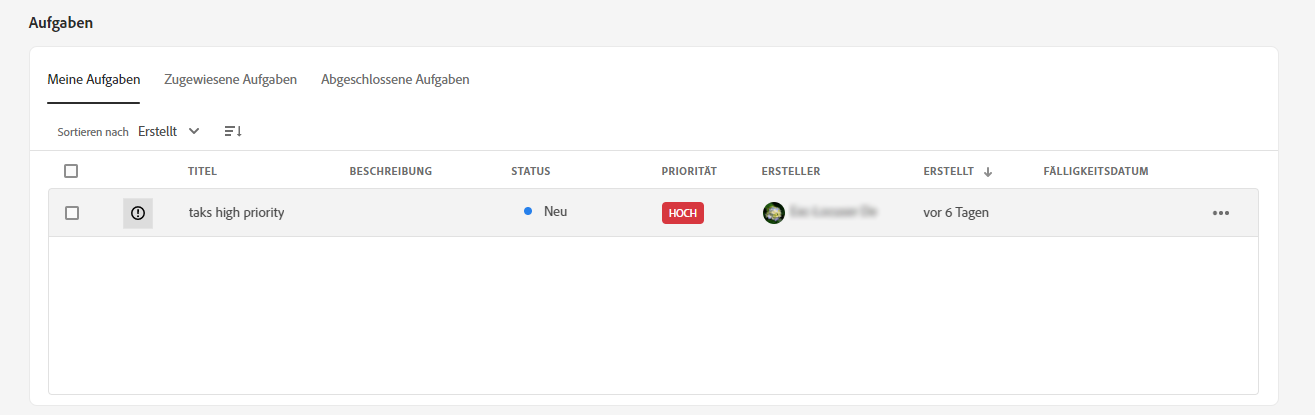 Aufgaben
Meine Aufgaben Zugewiesene Aufgaben Abgeschlossene Aufgaben
Sortieren nach Erstellt
TITEL BESCHREIBUNG STATUS PRIORITÄT ERSTELLER ERSTELLT FÄLLIGKEITSDATUM
taks high priority Neu HOCH vor 6 Tagen